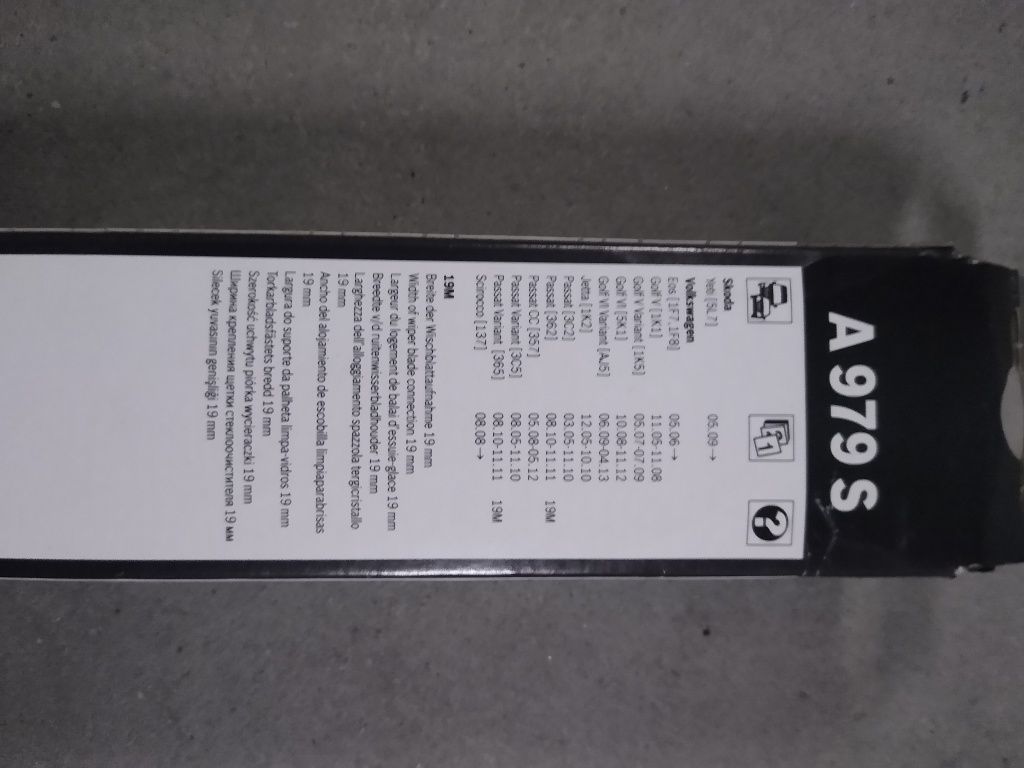 A 979 S
Skoda
Yeti [5L7] 05.09→
Volkswagen
Eos [1F7,1F8] 05.06→
Golf V [1K1] 11.05-11.08
Golf V Variant [1K5] 05.07-07.09
Golf VI [5K1] 10.08-11.12
Golf VI Variant [AJ5] 06.09-04.13
Jetta [1K2] 12.05-10.10
Passat [3C2] 03.05-11.10
Passat [362] 08.10-11.11 19M
Passat CC [357] 05.08-05.12
Passat Variant [3C5] 08.05-11.10
Passat Variant [365] 08.10-11.11 19M
Scirocco [137] 08.08→
19M
Breite der Wischblattaufnahme 19 mm
Width of wiper blade connection 19 mm
Largeur du logement de balai d'essuie-glace 19 mm
Breedte v/d ruitenwisserbladhouder 19 mm
Larghezza dell'alloggiamento spazzola tergicristallo
19 mm
Ancho del alojamiento de escobilla limpiaparabrisas
19 mm
Largura do suporte da palheta limpa-vidros 19 mm
Torkarbladsfästets bredd 19 mm
Szerokość uchwytu piórka wycieraczki 19 mm
Ширина крепления щетки стеклоочистителя 19 мм
Silecek yuvasının genişliği 19 mm